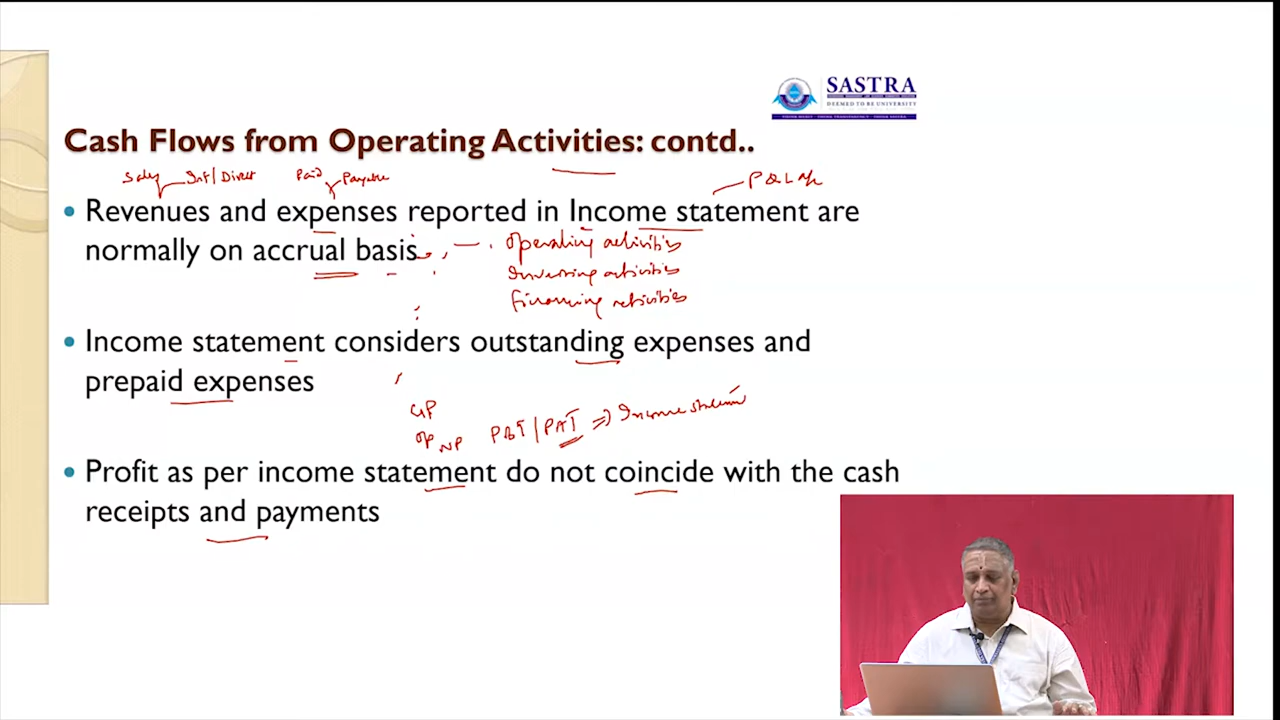 SASTRA
DEEMED TO BE UNIVERSITY
Cash Flows from Operating Activities: contd..
Paid Payable
P & L A/c
• Revenues and expenses reported in Income statement are
normally on accrual basis
operating activities
Investing activities
Financing activities
• Income statement considers outstanding expenses and
prepaid expenses
GP
OP NP PBT / PAT => Income statement
• Profit as per income statement do not coincide with the cash
receipts and payments